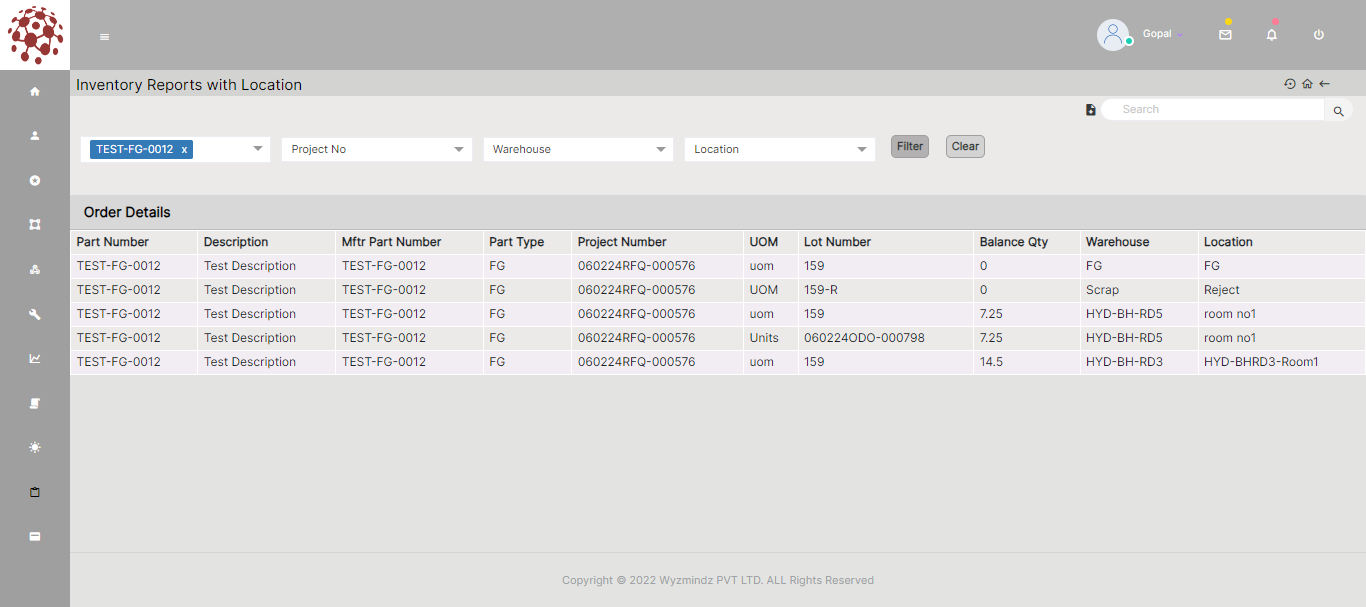 Gopal
Inventory Reports with Location
Search
TEST-FG-0012 x Project No Warehouse Location Filter Clear
Order Details
Part Number Description Mftr Part Number Part Type Project Number UOM Lot Number Balance Qty Warehouse Location
TEST-FG-0012 Test Description TEST-FG-0012 FG 060224RFQ-000576 uom 159 0 FG FG
TEST-FG-0012 Test Description TEST-FG-0012 FG 060224RFQ-000576 UOM 159-R 0 Scrap Reject
TEST-FG-0012 Test Description TEST-FG-0012 FG 060224RFQ-000576 uom 159 7.25 HYD-BH-RD5 room no1
TEST-FG-0012 Test Description TEST-FG-0012 FG 060224RFQ-000576 Units 060224ODO-000798 7.25 HYD-BH-RD5 room no1
TEST-FG-0012 Test Description TEST-FG-0012 FG 060224RFQ-000576 uom 159 14.5 HYD-BH-RD3 HYD-BHRD3-Room1
Copyright © 2022 Wyzmindz PVT LTD. ALL Rights Reserved